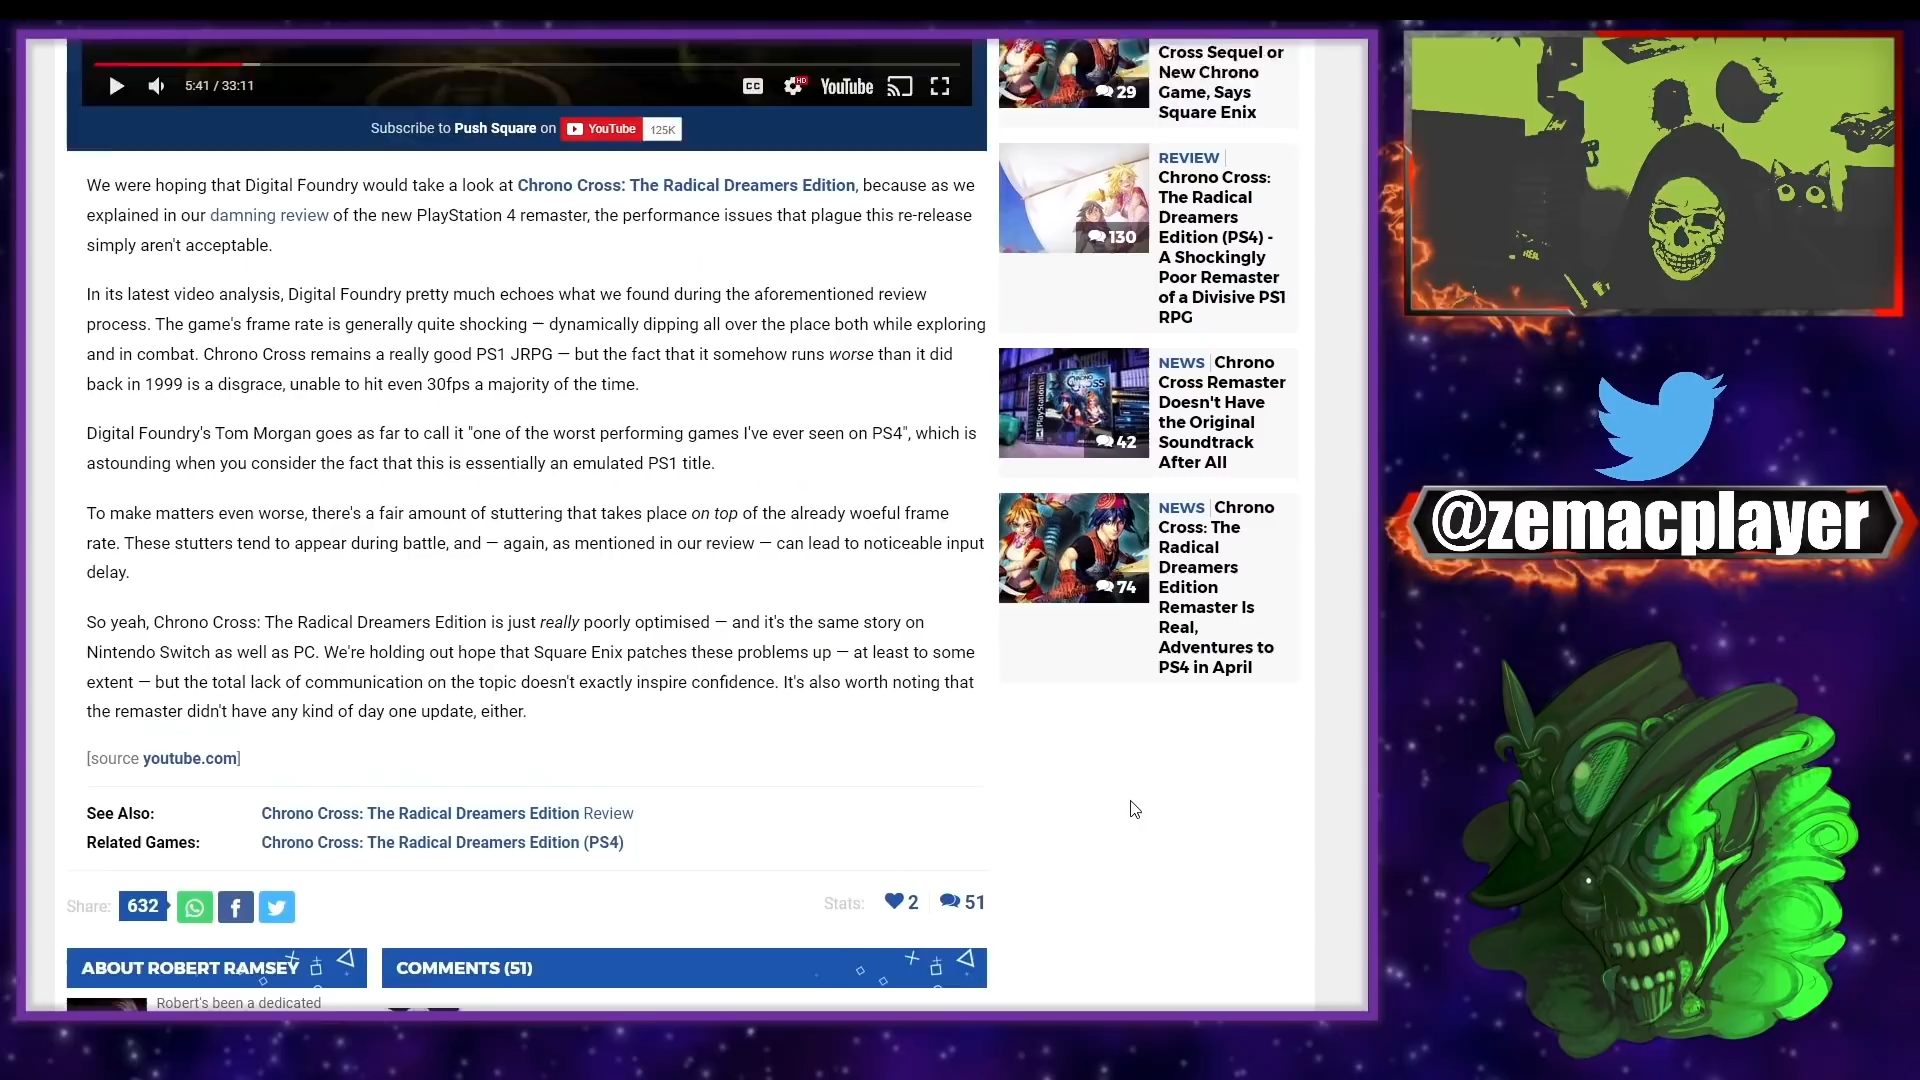 5:41 / 33:11
CC
HD
YouTube
Subscribe to Push Square on YouTube 125K
We were hoping that Digital Foundry would take a look at Chrono Cross: The Radical Dreamers Edition, because as we
explained in our damning review of the new PlayStation 4 remaster, the performance issues that plague this re-release
simply aren't acceptable.
In its latest video analysis, Digital Foundry pretty much echoes what we found during the aforementioned review
process. The game's frame rate is generally quite shocking — dynamically dipping all over the place both while exploring
and in combat. Chrono Cross remains a really good PS1 JRPG — but the fact that it somehow runs worse than it did
back in 1999 is a disgrace, unable to hit even 30fps a majority of the time.
Digital Foundry's Tom Morgan goes as far to call it "one of the worst performing games I've ever seen on PS4", which is
astounding when you consider the fact that this is essentially an emulated PS1 title.
To make matters even worse, there's a fair amount of stuttering that takes place on top of the already woeful frame
rate. These stutters tend to appear during battle, and — again, as mentioned in our review — can lead to noticeable input
delay.
So yeah, Chrono Cross: The Radical Dreamers Edition is just really poorly optimised — and it's the same story on
Nintendo Switch as well as PC. We're holding out hope that Square Enix patches these problems up — at least to some
extent — but the total lack of communication on the topic doesn't exactly inspire confidence. It's also worth noting that
the remaster didn't have any kind of day one update, either.
[source youtube.com]
See Also: Chrono Cross: The Radical Dreamers Edition Review
Related Games: Chrono Cross: The Radical Dreamers Edition (PS4)
Share: 632
Stats: 2 51
ABOUT ROBERT RAMSEY
COMMENTS (51)
Robert's been a dedicated
Cross Sequel or
New Chrono
Game, Says
Square Enix
29
REVIEW
Chrono Cross:
The Radical
Dreamers
Edition (PS4) -
A Shockingly
Poor Remaster
of a Divisive PS1
RPG
130
NEWS Chrono
Cross Remaster
Doesn't Have
the Original
Soundtrack
After All
42
NEWS Chrono
Cross: The
Radical
Dreamers
Edition
Remaster Is
Real,
Adventures to
PS4 in April
74
@zemacplayer